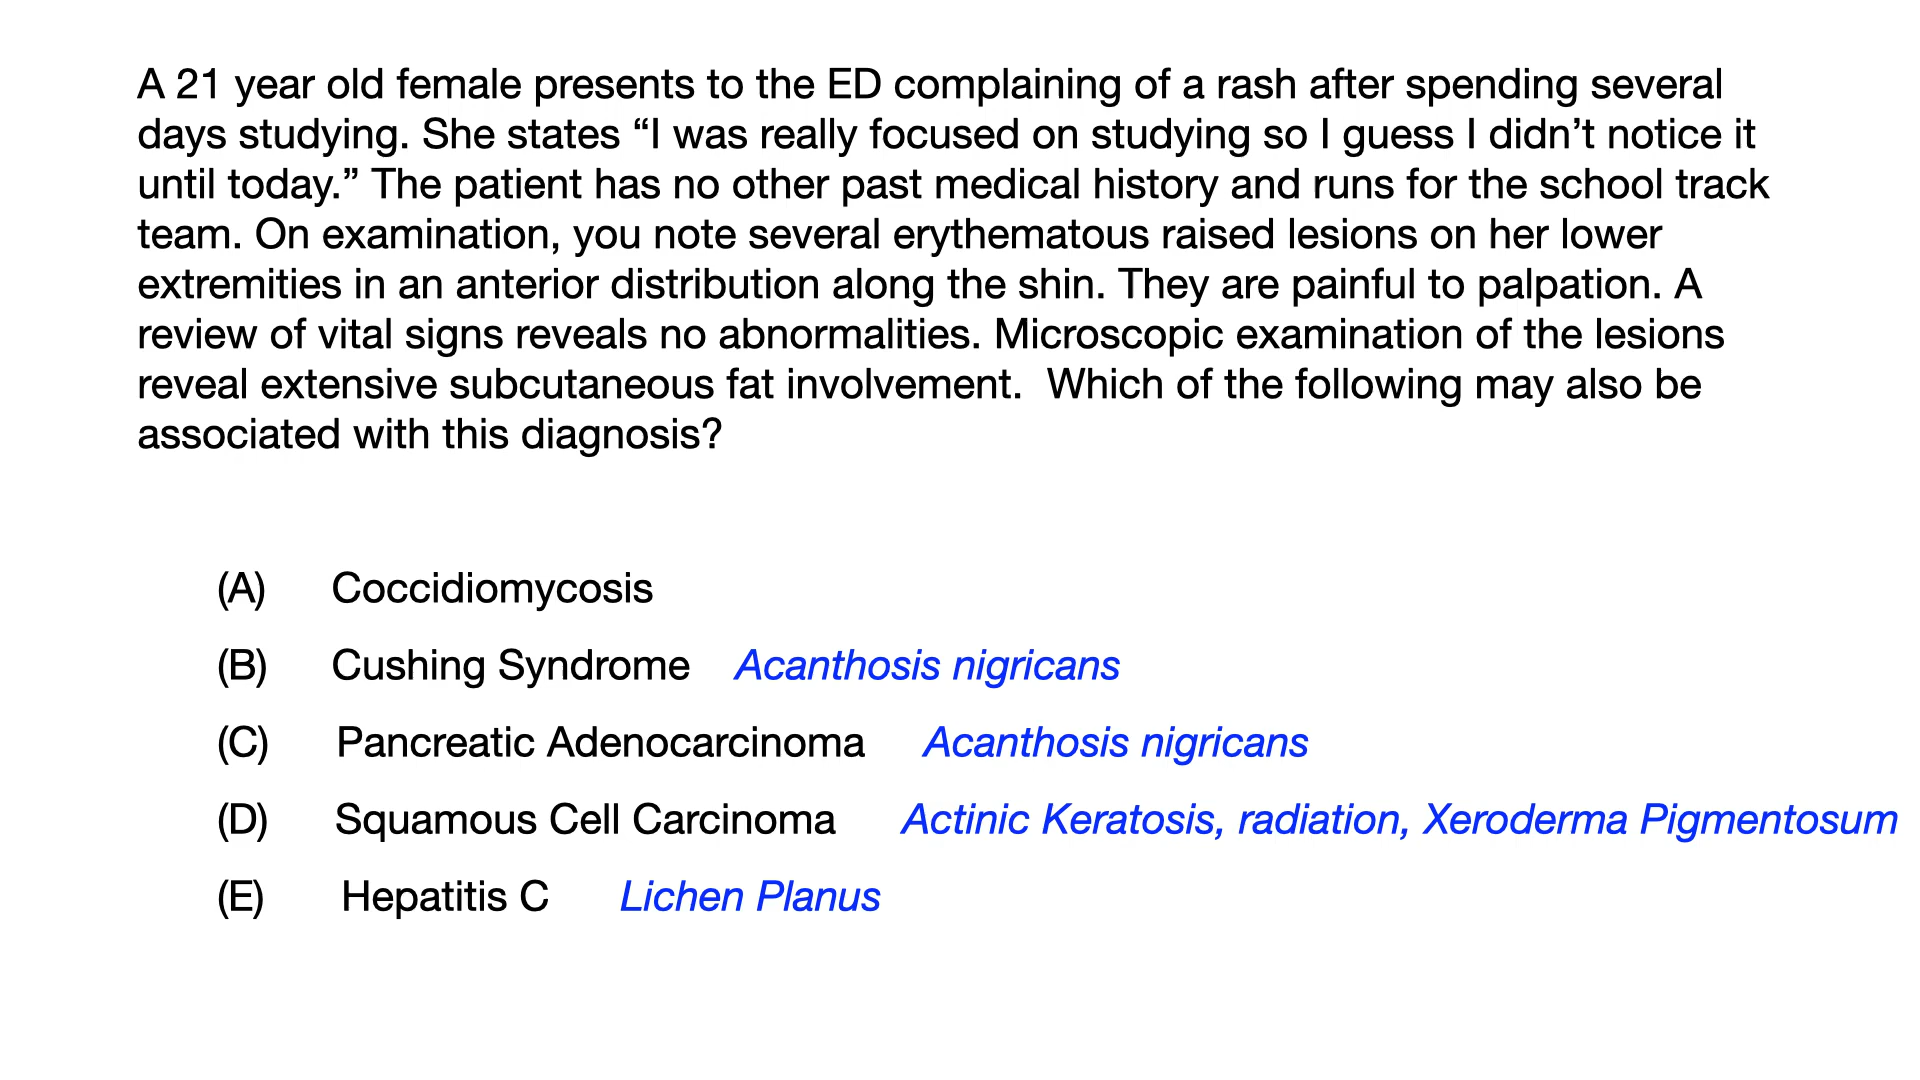 A 21 year old female presents to the ED complaining of a rash after spending several
days studying. She states “I was really focused on studying so I guess I didn’t notice it
until today.” The patient has no other past medical history and runs for the school track
team. On examination, you note several erythematous raised lesions on her lower
extremities in an anterior distribution along the shin. They are painful to palpation. A
review of vital signs reveals no abnormalities. Microscopic examination of the lesions
reveal extensive subcutaneous fat involvement.  Which of the following may also be
associated with this diagnosis?
(A) Coccidiomycosis
(B) Cushing Syndrome Acanthosis nigricans
(C) Pancreatic Adenocarcinoma Acanthosis nigricans
(D) Squamous Cell Carcinoma Actinic Keratosis, radiation, Xeroderma Pigmentosum
(E) Hepatitis C Lichen Planus